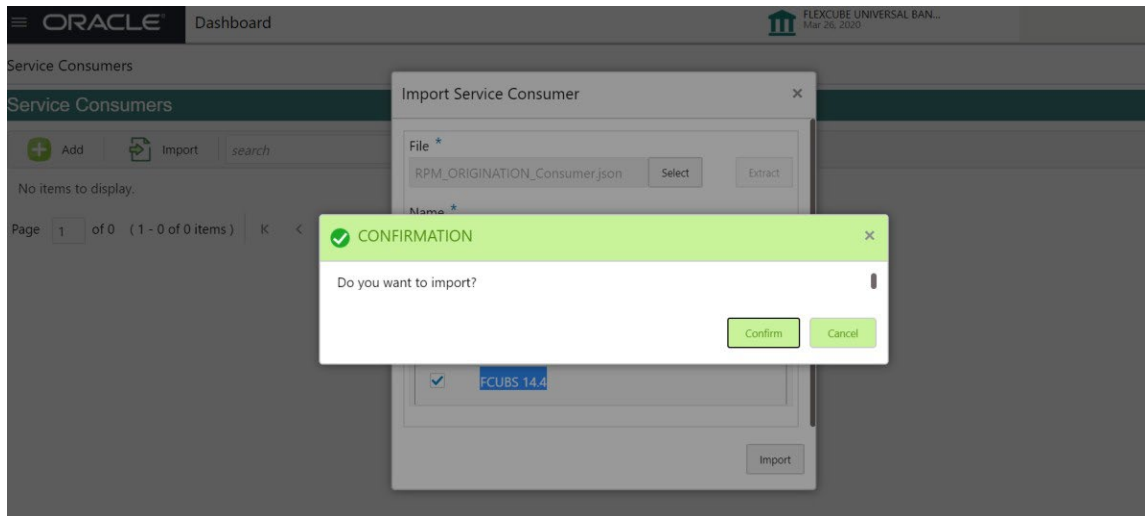 ORACLE Dashboard FLEXCUBE UNIVERSAL BAN...
Mar 26, 2020
Service Consumers
Import Service Consumer
Service Consumers
File *
Add Import search
RPM_ORIGINATION_Consumer.json Select Extract
No items to display.
Name *
Page 1 of 0 (1 - 0 of 0 items)
CONFIRMATION
Do you want to import?
Confirm Cancel
FCUBS 14.4
Import